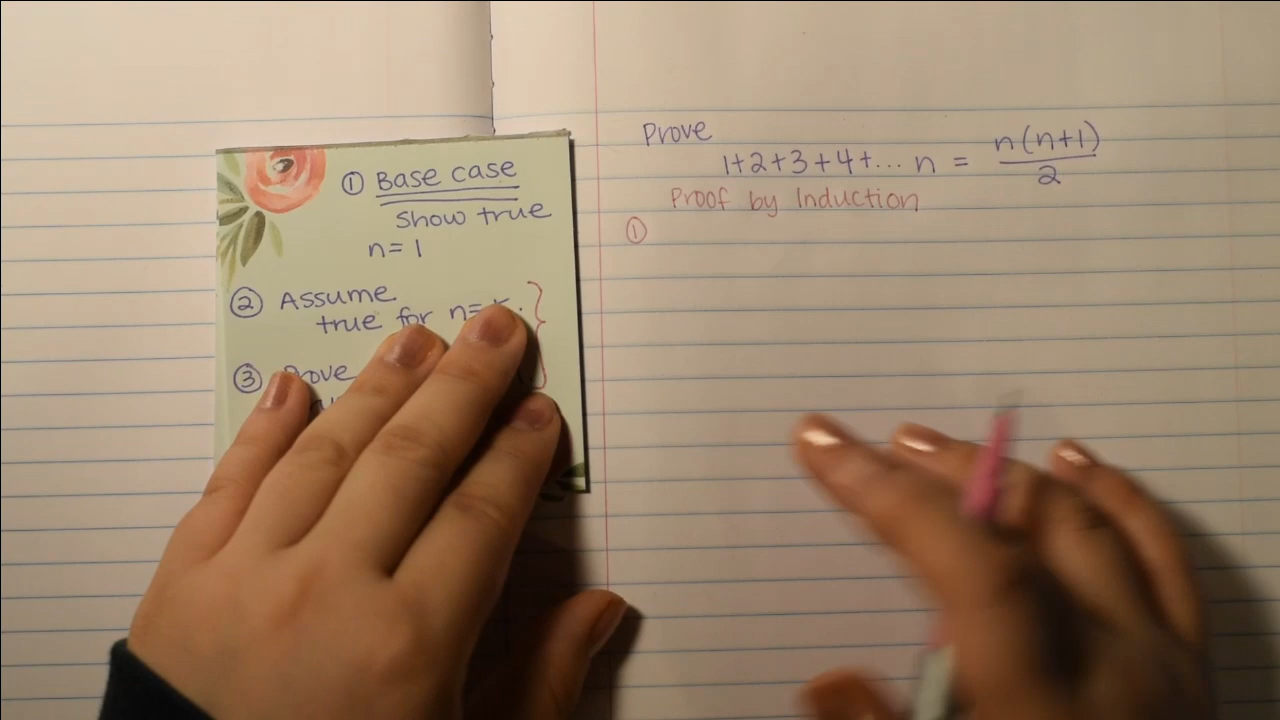 ① Base case
Show true
n= 1
② Assume
true for n=
③ Prove
Prove
1+2+3+4+... n = n(n+1)/2
Proof by Induction
①